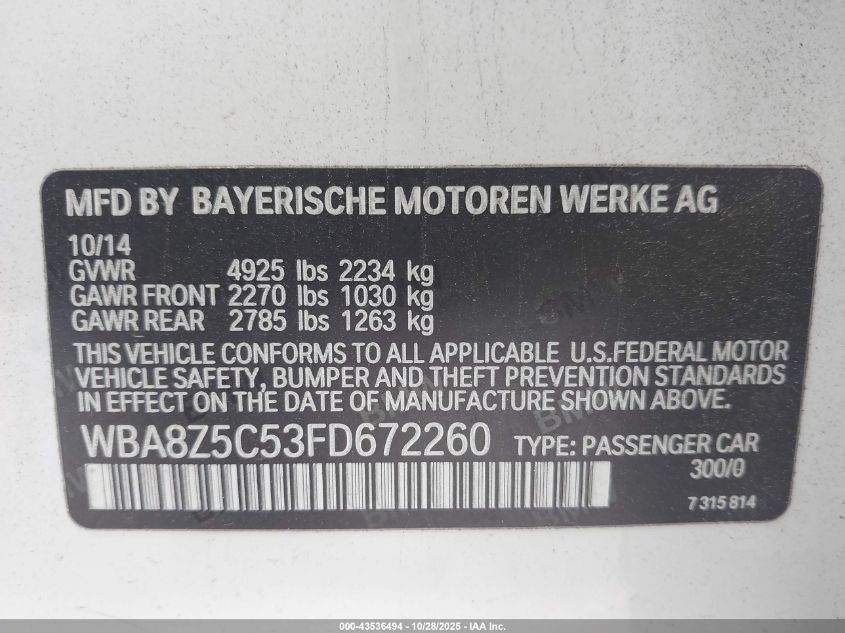 MFD BY BAYERISCHE MOTOREN WERKE AG
10/14
GVWR 4925 lbs 2234 kg
GAWR FRONT 2270 lbs 1030 kg
GAWR REAR 2785 lbs 1263 kg
THIS VEHICLE CONFORMS TO ALL APPLICABLE U.S.FEDERAL MOTOR
VEHICLE SAFETY, BUMPER AND THEFT PREVENTION STANDARDS
IN EFFECT ON THE DATE OF MANUFACTURE SHOWN ABOVE.
WBA8Z5C53FD672260 TYPE: PASSENGER CAR
300/0
7 315 814
000-43536494 - 10/28/2025 - IAA Inc.